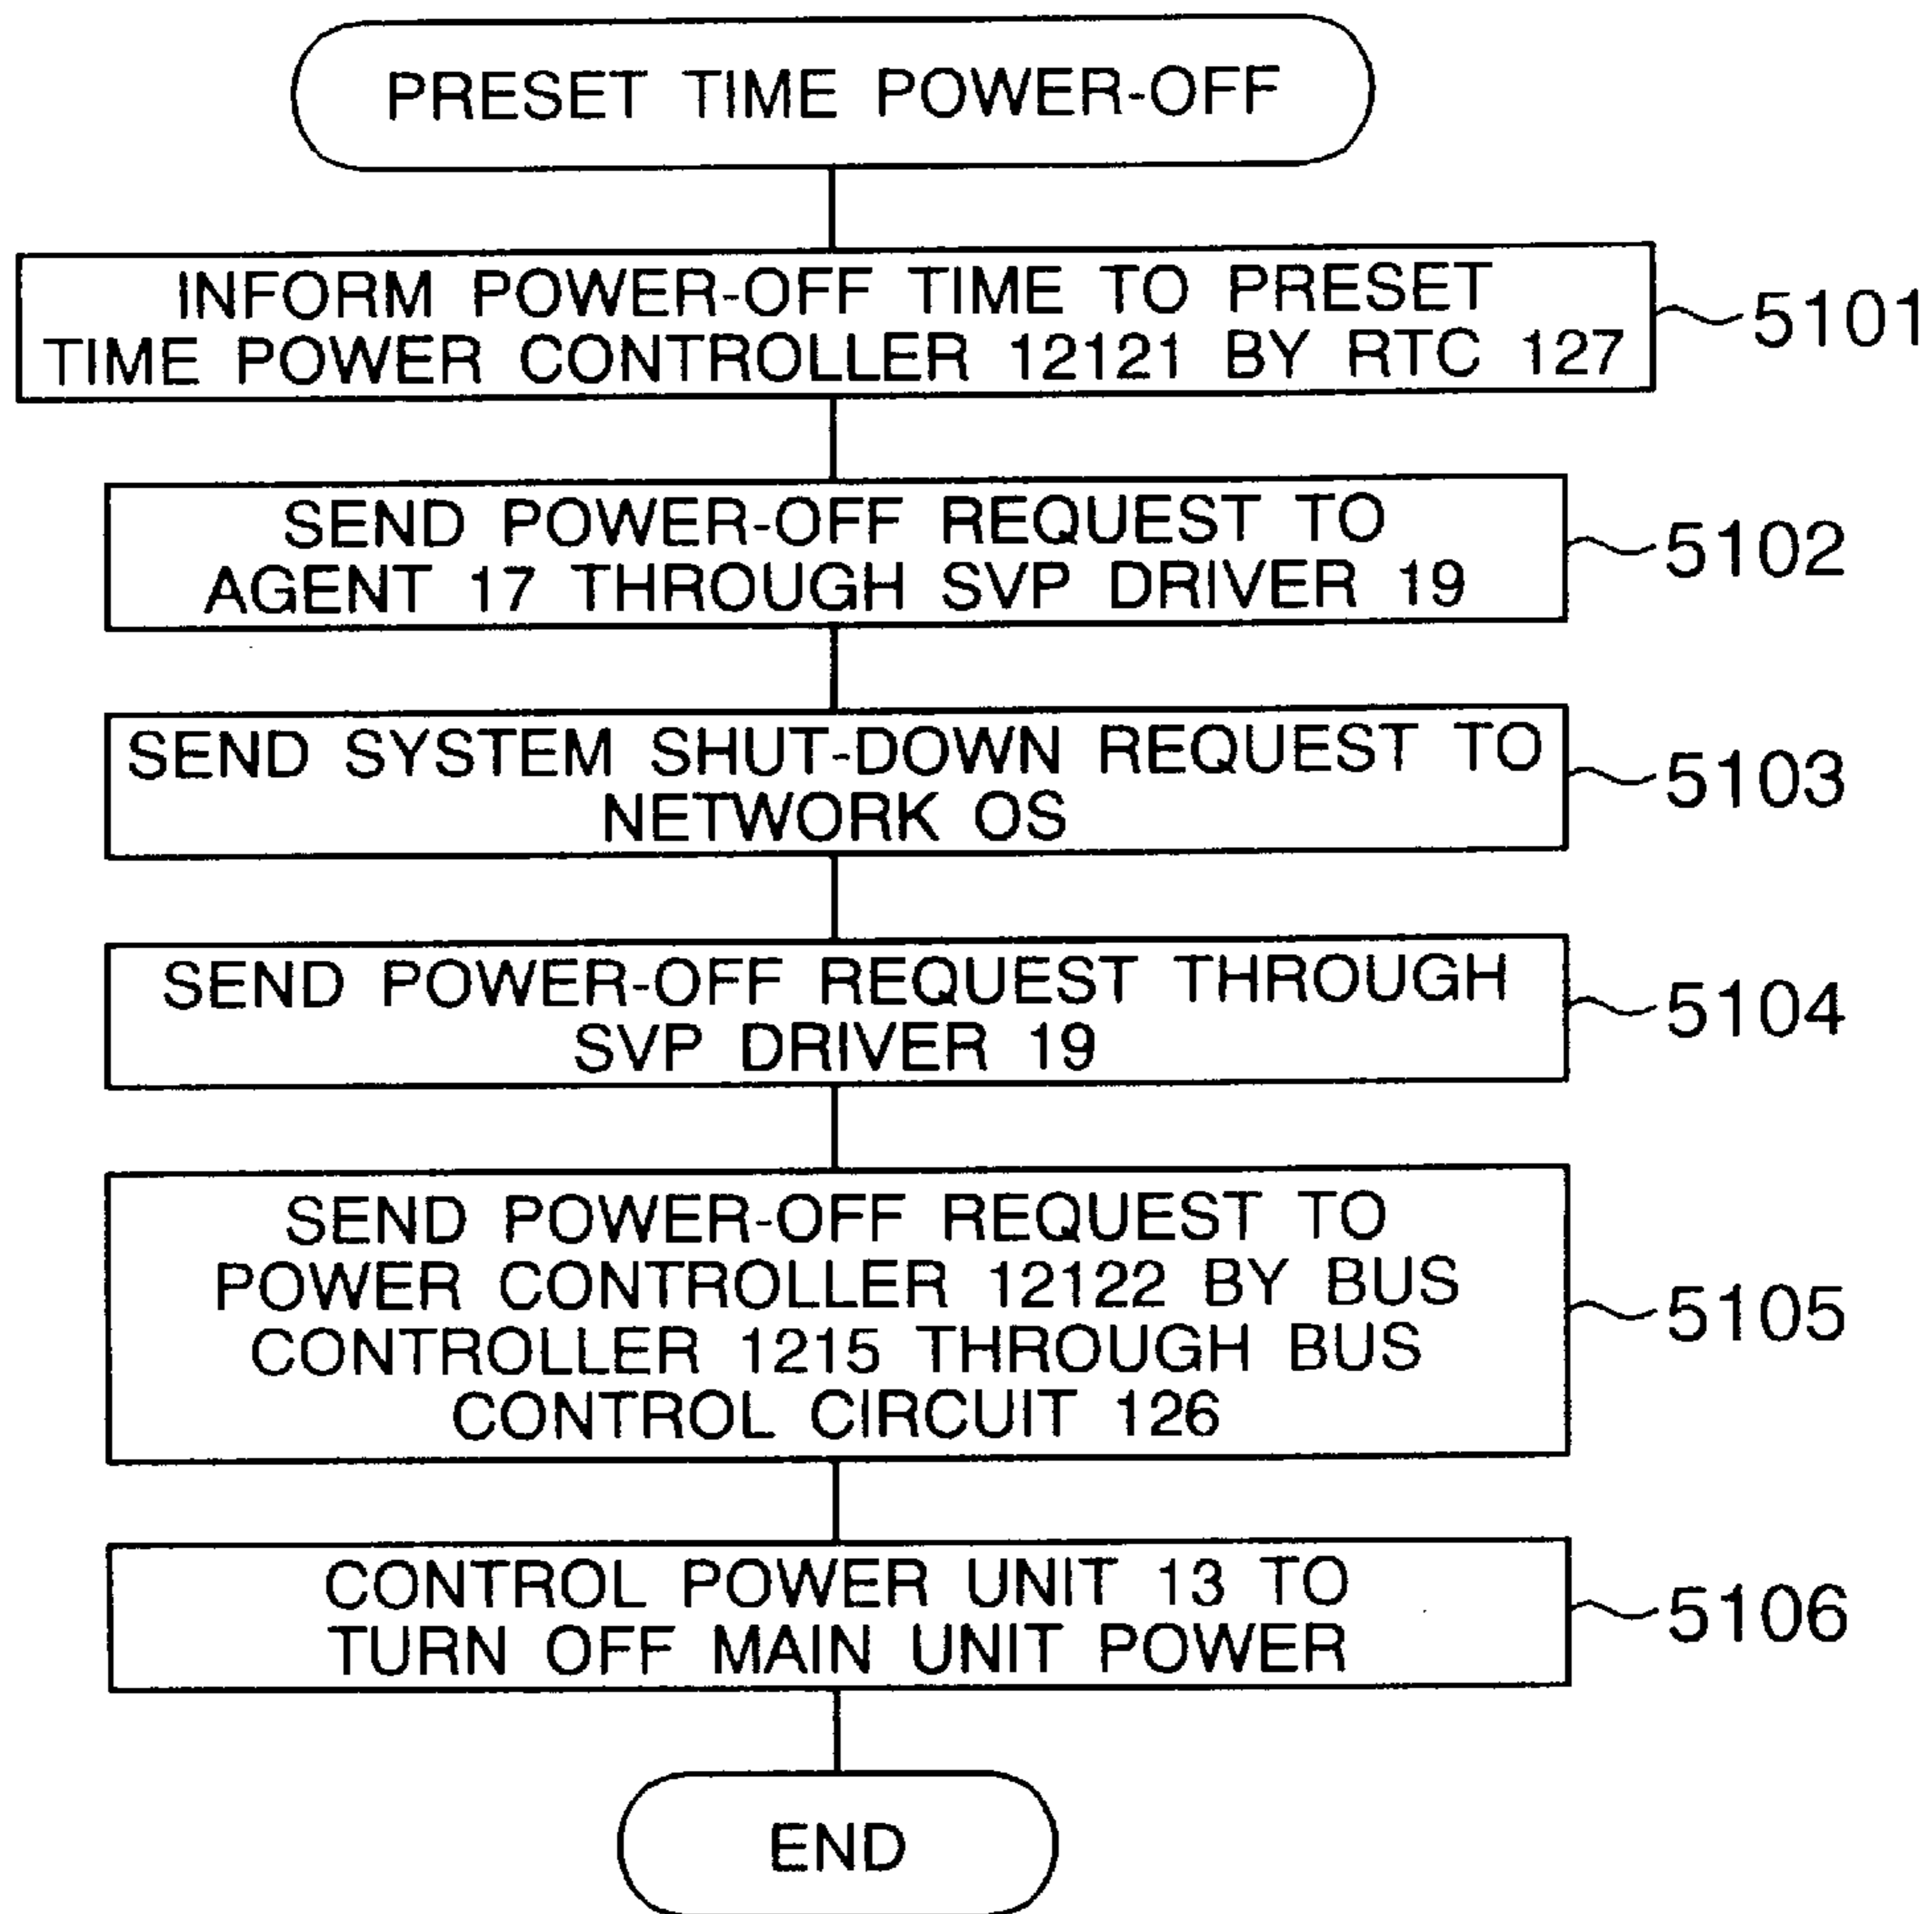 PRESET TIME POWER-OFF
INFORM POWER-OFF TIME TO PRESET
TIME POWER CONTROLLER 12121 BY RTC 127
5101
SEND POWER-OFF REQUEST TO
AGENT 17 THROUGH SVP DRIVER 19
5102
SEND SYSTEM SHUT-DOWN REQUEST TO
NETWORK OS
5103
SEND POWER-OFF REQUEST THROUGH
SVP DRIVER 19
5104
SEND POWER-OFF REQUEST TO
POWER CONTROLLER 12122 BY BUS
CONTROLLER 1215 THROUGH BUS
CONTROL CIRCUIT 126
5105
CONTROL POWER UNIT 13 TO
TURN OFF MAIN UNIT POWER
5106
END